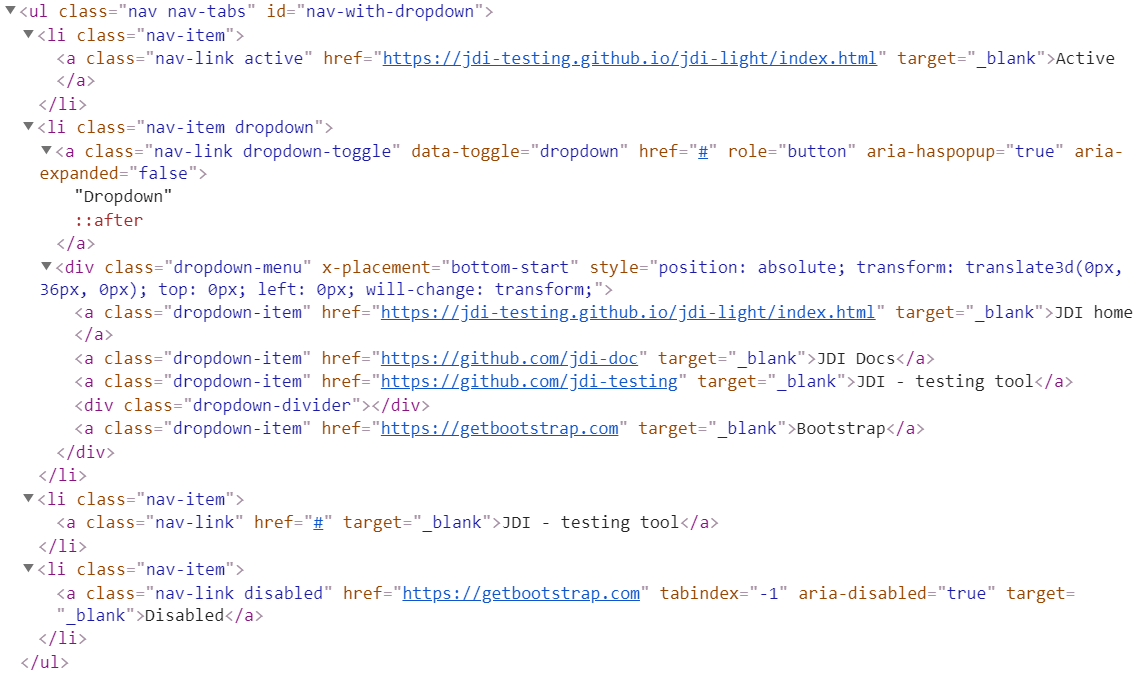 ▼<ul class="nav nav-tabs" id="nav-with-dropdown">
▼<li class="nav-item">
<a class="nav-link active" href="https://jdi-testing.github.io/jdi-light/index.html" target="_blank">Active
</a>
</li>
▼<li class="nav-item dropdown">
▼<a class="nav-link dropdown-toggle" data-toggle="dropdown" href="#" role="button" aria-haspopup="true" aria-
expanded="false">
"Dropdown"
::after
</a>
▼<div class="dropdown-menu" x-placement="bottom-start" style="position: absolute; transform: translate3d(0px,
36px, 0px); top: 0px; left: 0px; will-change: transform;">
<a class="dropdown-item" href="https://jdi-testing.github.io/jdi-light/index.html" target="_blank">JDI home
</a>
<a class="dropdown-item" href="https://github.com/jdi-doc" target="_blank">JDI Docs</a>
<a class="dropdown-item" href="https://github.com/jdi-testing" target="_blank">JDI - testing tool</a>
<div class="dropdown-divider"></div>
<a class="dropdown-item" href="https://getbootstrap.com" target="_blank">Bootstrap</a>
</div>
</li>
▼<li class="nav-item">
<a class="nav-link" href="#" target="_blank">JDI - testing tool</a>
</li>
▼<li class="nav-item">
<a class="nav-link disabled" href="https://getbootstrap.com" tabindex="-1" aria-disabled="true" target=
"_blank">Disabled</a>
</li>
</ul>